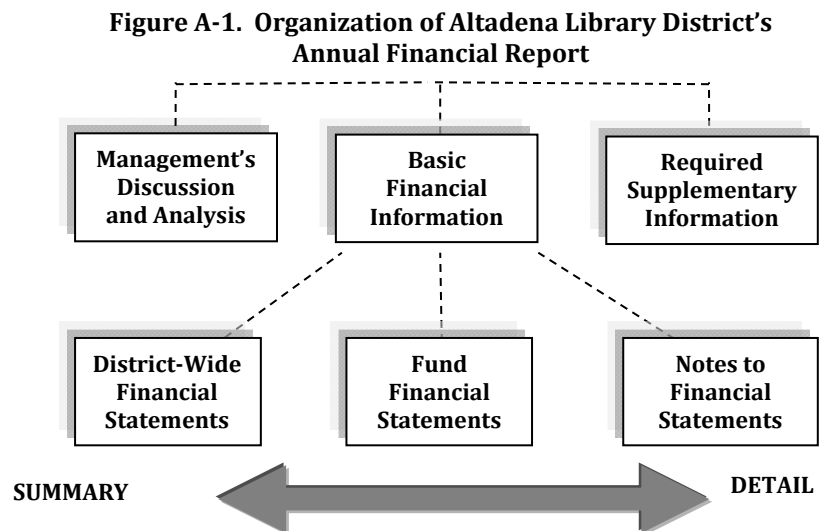 Figure A-1. Organization of Altadena Library District’s
Annual Financial Report
Management’s
Discussion
and Analysis
Basic
Financial
Information
Required
Supplementary
Information
District-Wide
Financial
Statements
Fund
Financial
Statements
Notes to
Financial
Statements
SUMMARY
DETAIL